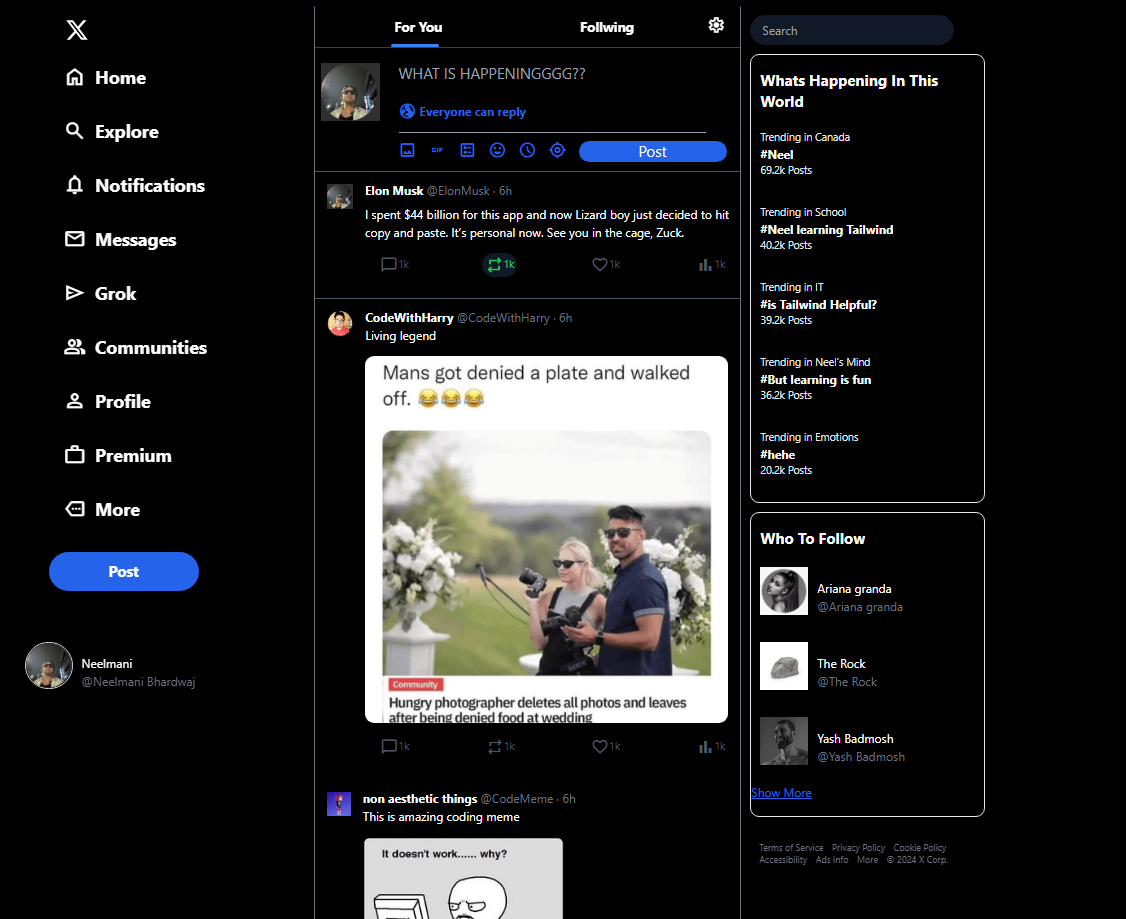 Home
Explore
Notifications
Messages
Grok
Communities
Profile
Premium
More
Post
Neelmani
@Neelmani Bhardwaj
For You
Follwing
WHAT IS HAPPENINGGGG??
Everyone can reply
GIF
Post
Elon Musk @ElonMusk · 6h
I spent $44 billion for this app and now Lizard boy just decided to hit
copy and paste. It's personal now. See you in the cage, Zuck.
1k 1k 1k 1k
CodeWithHarry @CodeWithHarry · 6h
Living legend
Mans got denied a plate and walked
off. 😂😂😂
Community
Hungry photographer deletes all photos and leaves
after being denied food at wedding
1k 1k 1k 1k
non aesthetic things @CodeMeme · 6h
This is amazing coding meme
It doesn't work...... why?
Search
Whats Happening In This
World
Trending in Canada
#Neel
69.2k Posts
Trending in School
#Neel learning Tailwind
40.2k Posts
Trending in IT
#is Tailwind Helpful?
39.2k Posts
Trending in Neel's Mind
#But learning is fun
36.2k Posts
Trending in Emotions
#hehe
20.2k Posts
Who To Follow
Ariana granda
@Ariana granda
The Rock
@The Rock
Yash Badmosh
@Yash Badmosh
Show More
Terms of Service Privacy Policy Cookie Policy
Accessibility Ads info More © 2024 X Corp.